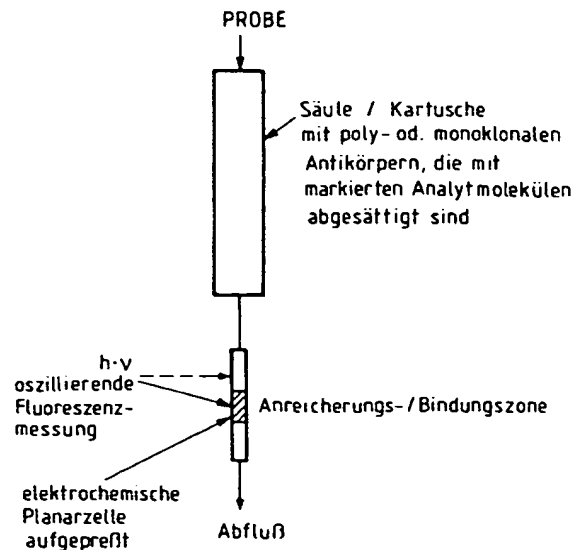 PROBE
Säule / Kartusche
mit poly- od. monoklonalen
Antikörpern, die mit
markierten Analytmolekülen
abgesättigt sind
h·ν
oszillierende
Fluoreszenz-
messung
Anreicherungs-/Bindungszone
elektrochemische
Planarzelle
aufgepreßt
Abfluß